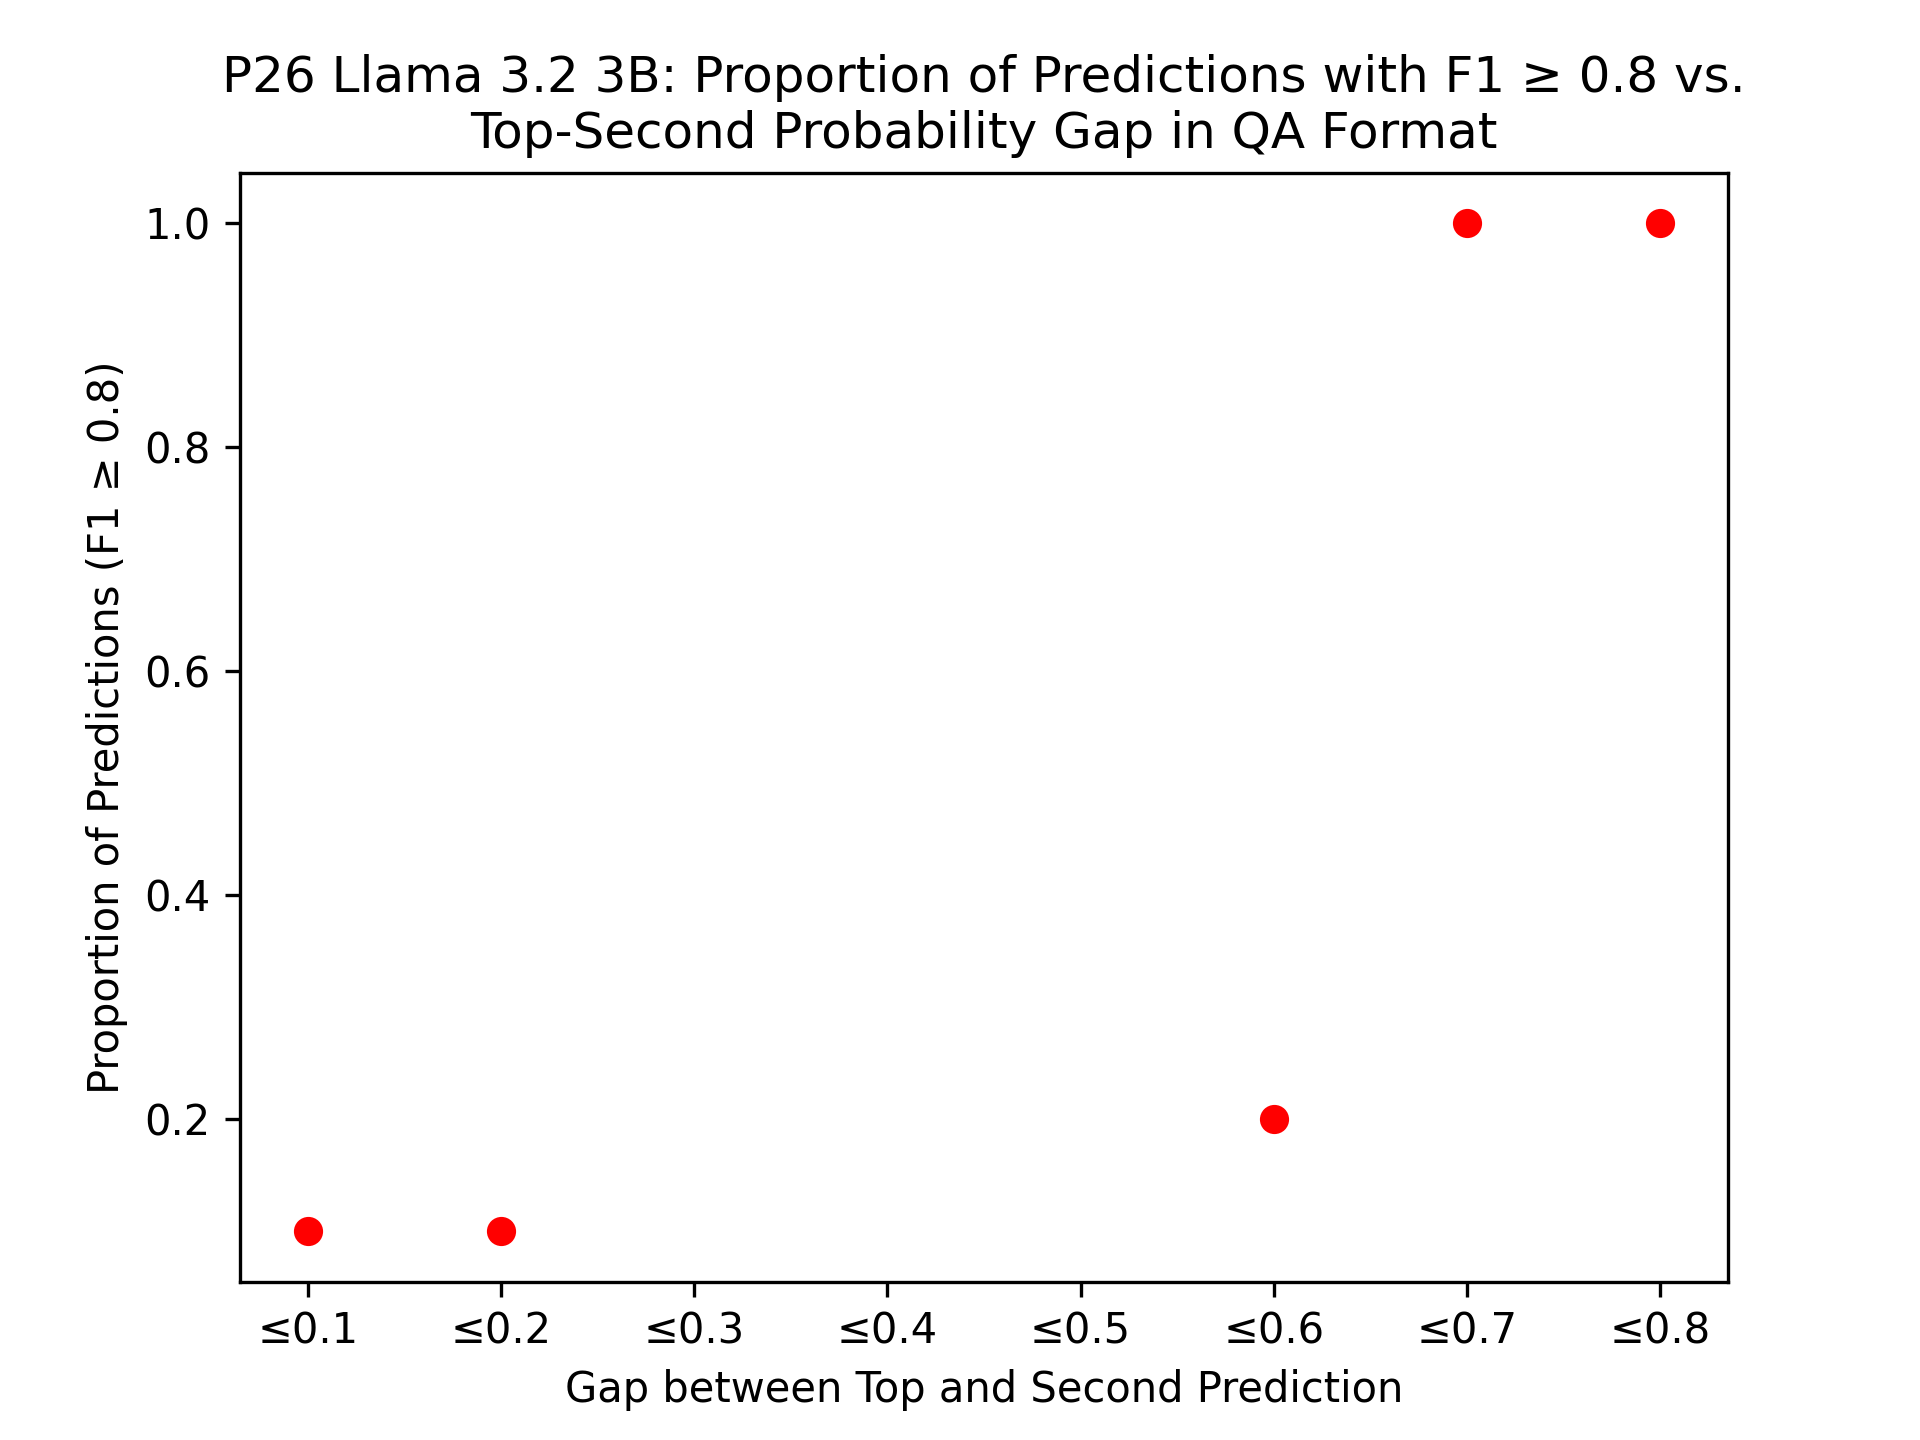 P26 Llama 3.2 3B: Proportion of Predictions with F1 ≥ 0.8 vs.
Top-Second Probability Gap in QA Format
Proportion of Predictions (F1 ≥ 0.8)
1.0
0.8
0.6
0.4
0.2
≤0.1 ≤0.2 ≤0.3 ≤0.4 ≤0.5 ≤0.6 ≤0.7 ≤0.8
Gap between Top and Second Prediction